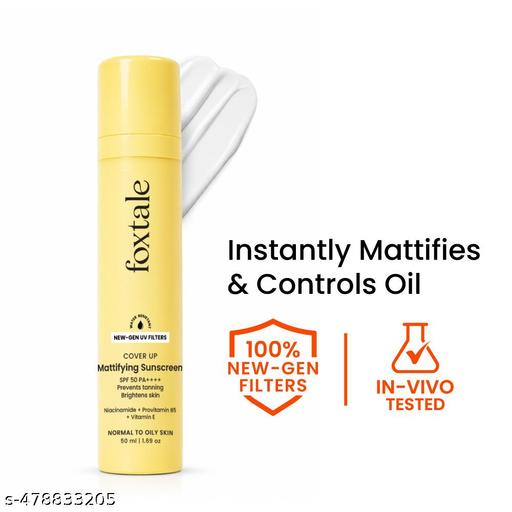 foxtale
WATER RESISTANT
NEW-GEN UV FILTERS
COVER UP
Mattifying Sunscreen
SPF 50 PA++++
Prevents tanning
Brightens skin
Niacinamide + Provitamin B5
+ Vitamin E
NORMAL TO OILY SKIN
50 ml | 1.69 oz
Instantly Mattifies
& Controls Oil
100%
NEW-GEN
FILTERS
IN-VIVO
TESTED
s-478833205